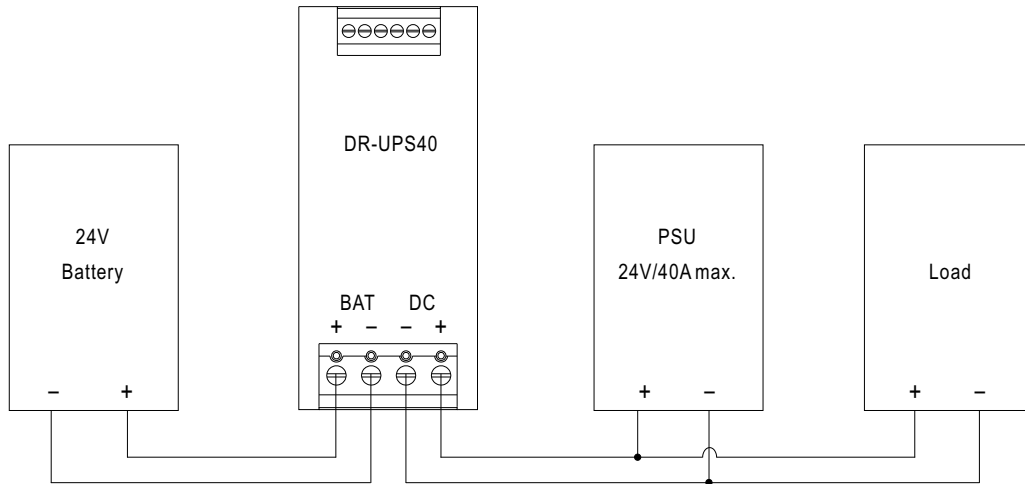 DR-UPS40
24V
Battery
PSU
24V/40A max.
Load
BAT DC
+ − − +
− +
+ −
+ −